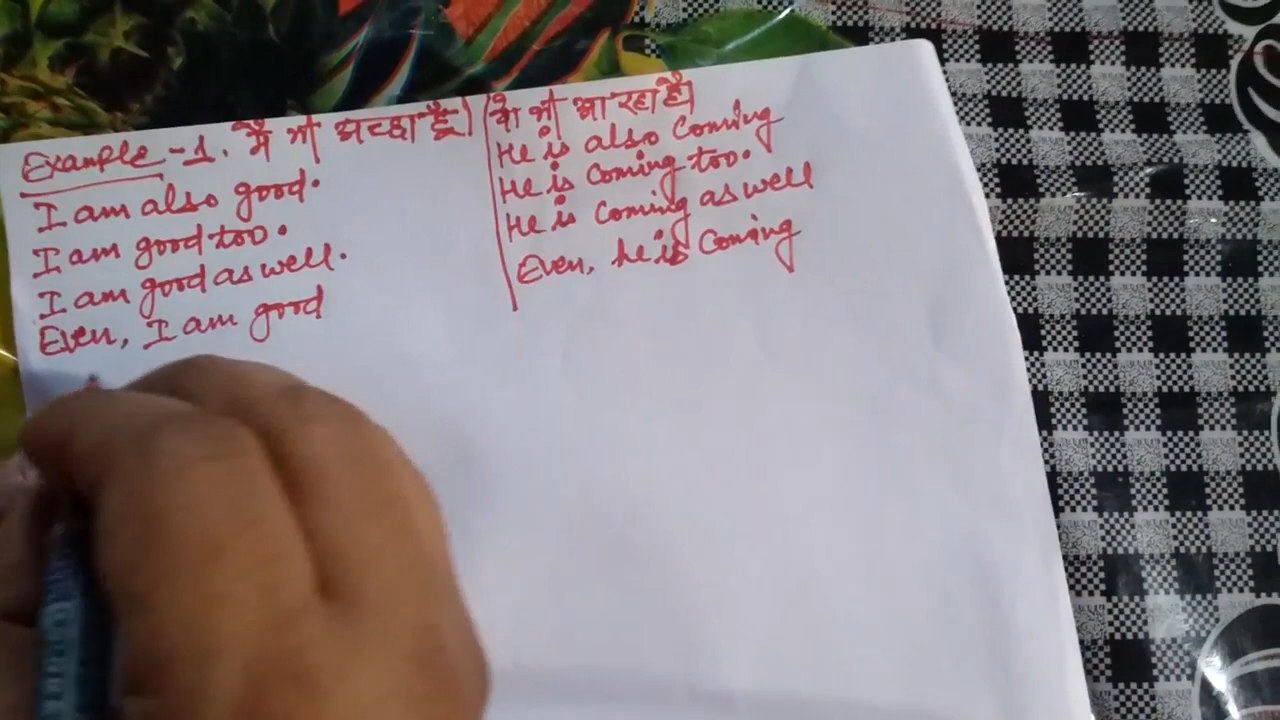 Example-1. मैं भी अच्छा हूँ।
I am also good.
I am good too.
I am good as well.
Even, I am good
वो भी आ रहा है।
He is also coming
He is coming too.
He is coming as well
Even, he is coming